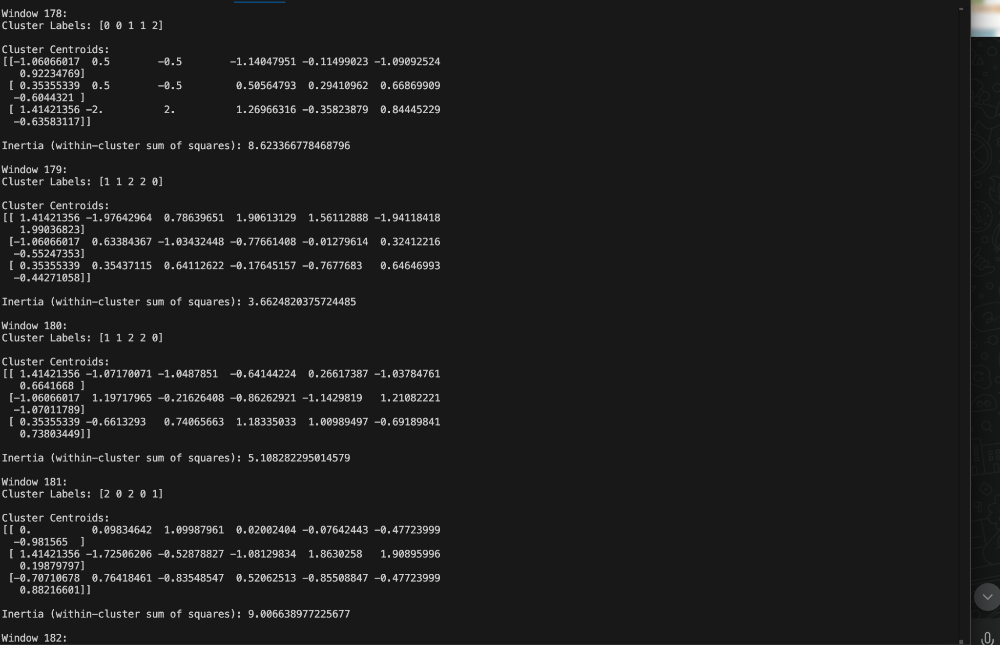 Window 178:
Cluster Labels: [0 0 1 1 2]
Cluster Centroids:
[[-1.06066017  0.5        -0.5        -1.14047951 -0.11499023 -1.09092524
   0.92234769]
 [ 0.35355339  0.5        -0.5         0.50564793  0.29410962  0.66869909
  -0.6044321 ]
 [ 1.41421356 -2.          2.          1.26966316 -0.35823879  0.84445229
  -0.63583117]]
Inertia (within-cluster sum of squares): 8.623366778468796
Window 179:
Cluster Labels: [1 1 2 2 0]
Cluster Centroids:
[[ 1.41421356 -1.97642964  0.78639651  1.90613129  1.56112888 -1.94118418
   1.99036823]
 [-1.06066017  0.63384367 -1.03432448 -0.77661408 -0.01279614  0.32412216
  -0.55247353]
 [ 0.35355339  0.35437115  0.64112622 -0.17645157 -0.7677683   0.64646993
  -0.44271058]]
Inertia (within-cluster sum of squares): 3.6624820375724485
Window 180:
Cluster Labels: [1 1 2 2 0]
Cluster Centroids:
[[ 1.41421356 -1.07170071 -1.0487851  -0.64144224  0.26617387 -1.03784761
   0.6641668 ]
 [-1.06066017  1.19717965 -0.21626408 -0.86262921 -1.1429819   1.21082221
  -1.07011789]
 [ 0.35355339 -0.6613293   0.74065663  1.18335033  1.00989497 -0.69189841
   0.73803449]]
Inertia (within-cluster sum of squares): 5.108282295014579
Window 181:
Cluster Labels: [2 0 2 0 1]
Cluster Centroids:
[[ 0.          0.09834642  1.09987961  0.02002404 -0.07642443 -0.47723999
  -0.981565  ]
 [ 1.41421356 -1.72506206 -0.52878827 -1.08129834  1.8630258   1.90895996
   0.19879797]
 [-0.70710678  0.76418461 -0.83548547  0.52062513 -0.85508847 -0.47723999
   0.88216601]]
Inertia (within-cluster sum of squares): 9.006638977225677
Window 182: